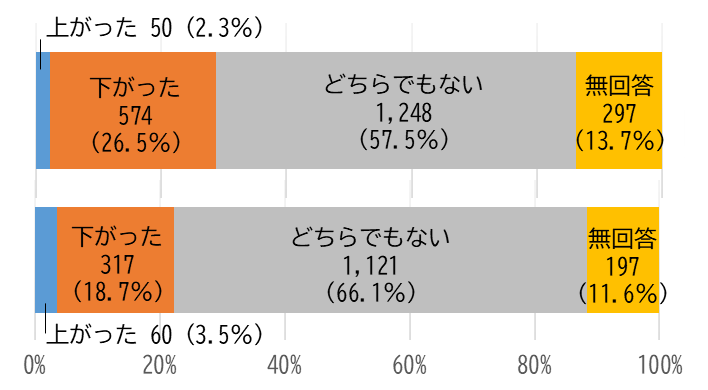 上がった 50 (2.3%)
下がった
574
(26.5%)
どちらでもない
1,248
(57.5%)
無回答
297
(13.7%)
下がった
317
(18.7%)
どちらでもない
1,121
(66.1%)
無回答
197
(11.6%)
上がった 60 (3.5%)
0% 20% 40% 60% 80% 100%